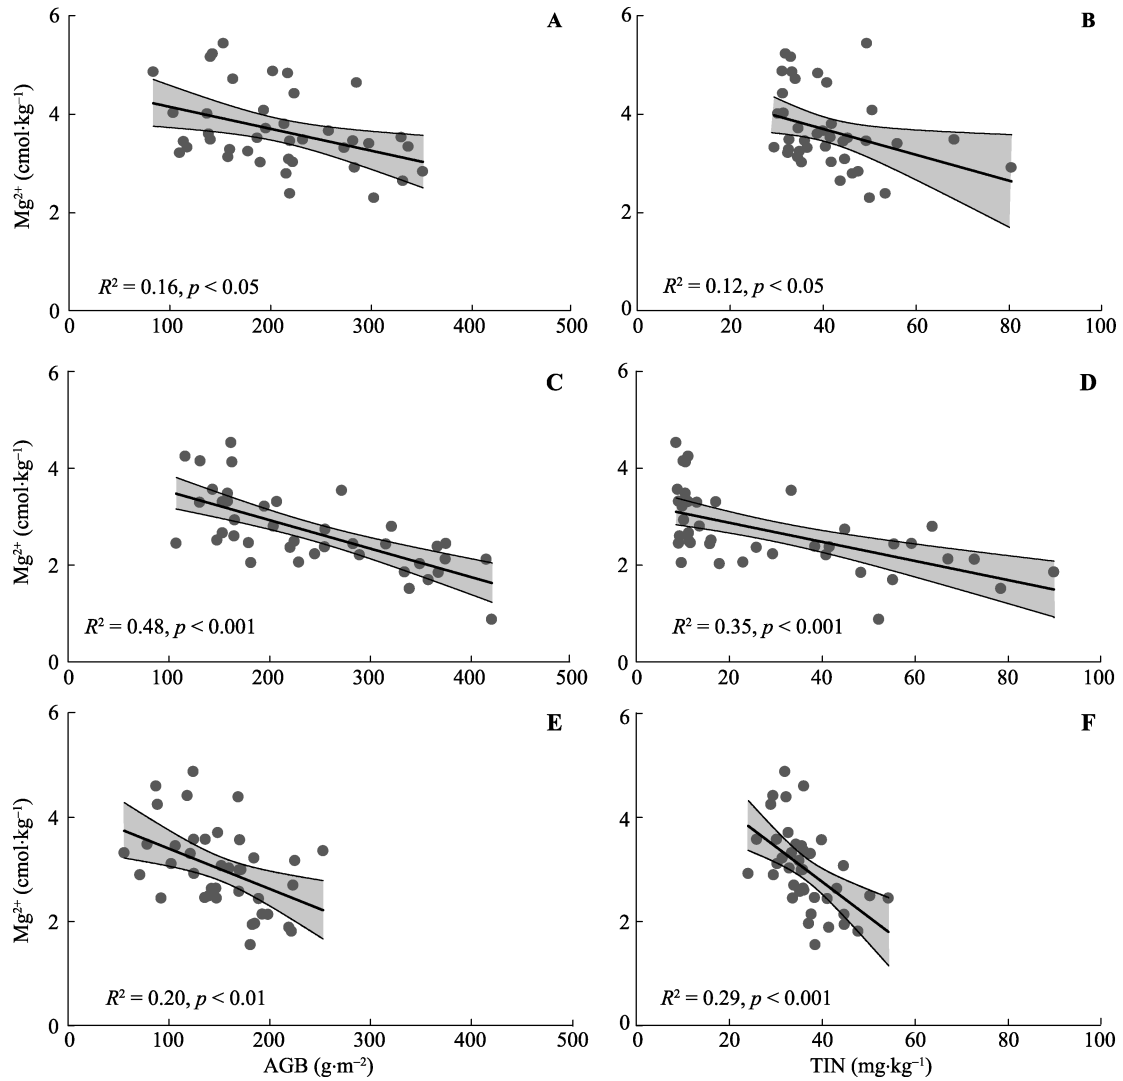 A
6
4
2
0
Mg²⁺ (cmol·kg⁻¹)
R² = 0.16, p < 0.05
0 100 200 300 400 500
B
6
4
2
0
R² = 0.12, p < 0.05
0 20 40 60 80 100
C
6
4
2
0
Mg²⁺ (cmol·kg⁻¹)
R² = 0.48, p < 0.001
0 100 200 300 400 500
D
6
4
2
0
R² = 0.35, p < 0.001
0 20 40 60 80 100
E
6
4
2
0
Mg²⁺ (cmol·kg⁻¹)
R² = 0.20, p < 0.01
0 100 200 300 400 500
AGB (g·m⁻²)
F
6
4
2
0
R² = 0.29, p < 0.001
0 20 40 60 80 100
TIN (mg·kg⁻¹)